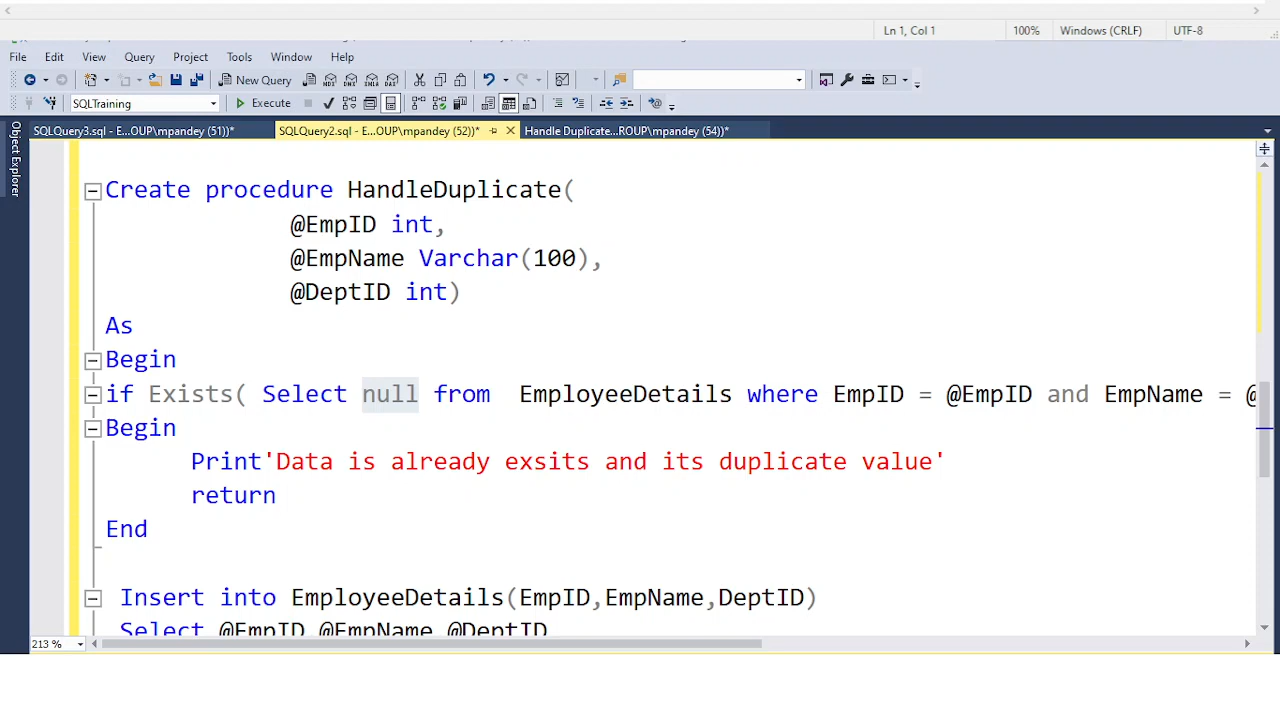 Ln 1, Col 1 100% Windows (CRLF) UTF-8
File Edit View Query Project Tools Window Help
New Query
SQLTraining Execute
SQLQuery3.sql - E...OUP\mpandey (51))* SQLQuery2.sql - E...OUP\mpandey (52))* Handle Duplicate...ROUP\mpandey (54))*
Object Explorer
Create procedure HandleDuplicate(
@EmpID int,
@EmpName Varchar(100),
@DeptID int)
As
Begin
if Exists( Select null from EmployeeDetails where EmpID = @EmpID and EmpName = @
Begin
Print'Data is already exsits and its duplicate value'
return
End
Insert into EmployeeDetails(EmpID,EmpName,DeptID)
Select @EmpID,@EmpName,@DeptID
213 %